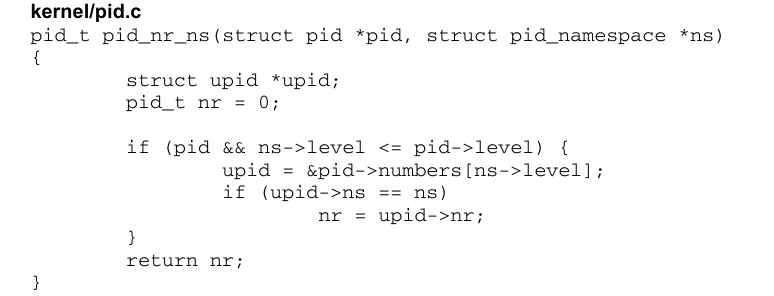 kernel/pid.c
pid_t pid_nr_ns(struct pid *pid, struct pid_namespace *ns)
{
        struct upid *upid;
        pid_t nr = 0;

        if (pid && ns->level <= pid->level) {
                upid = &pid->numbers[ns->level];
                if (upid->ns == ns)
                        nr = upid->nr;
        }
        return nr;
}